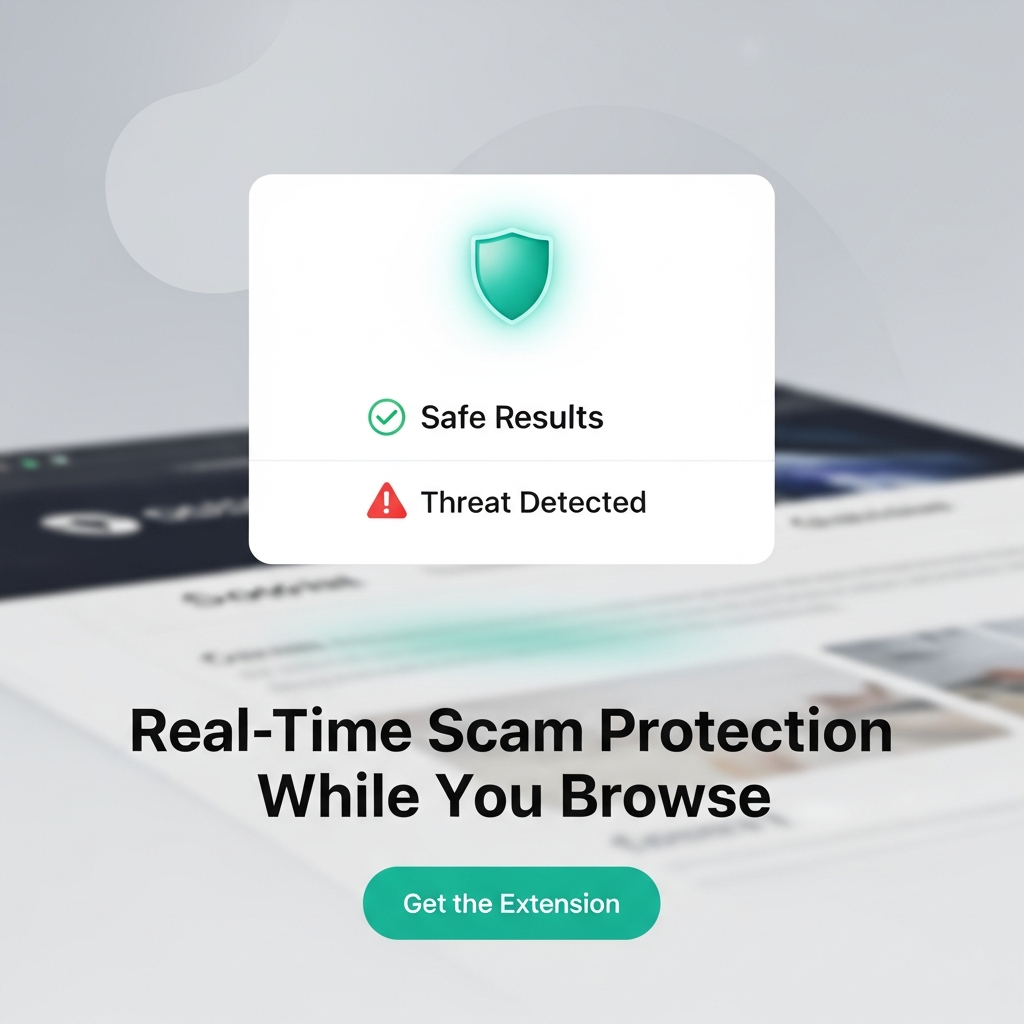 Safe Results
Threat Detected
Real-Time Scam Protection
While You Browse
Get the Extension